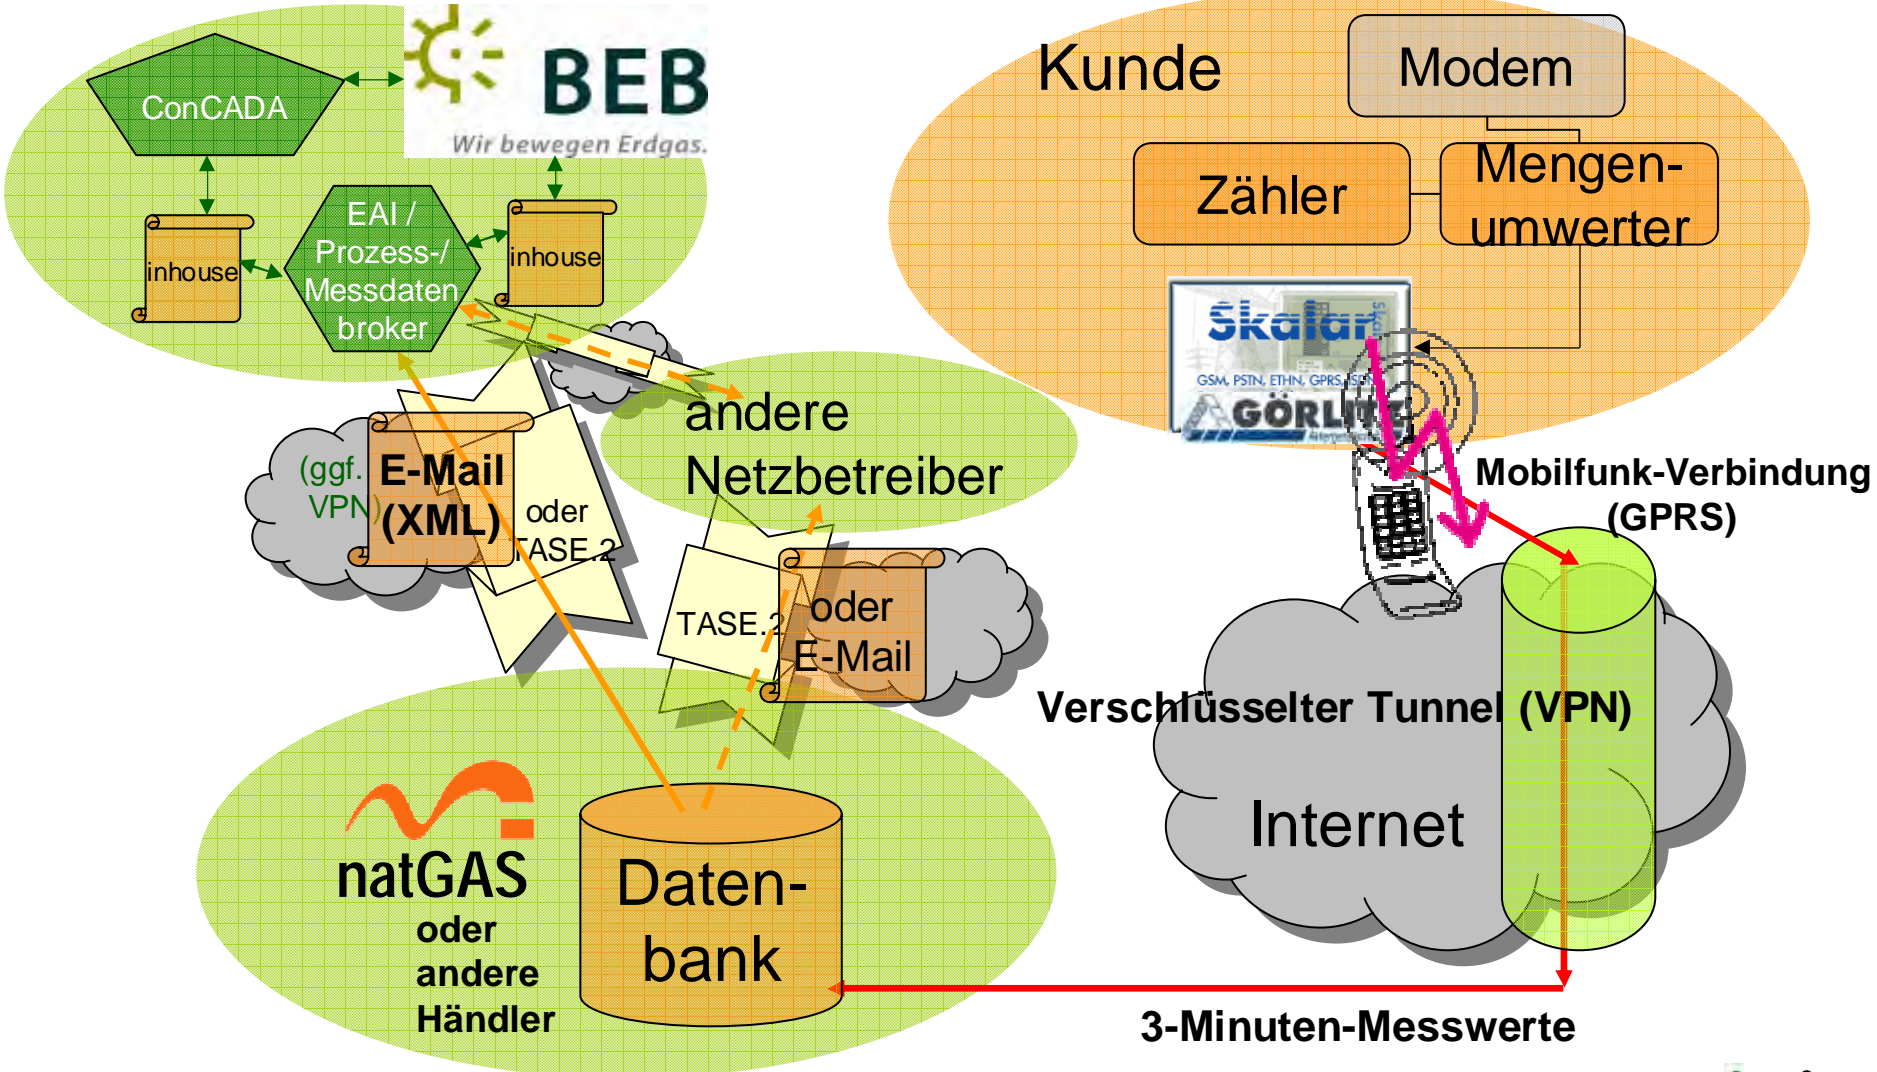 BEB
Wir bewegen Erdgas.
ConCADA
EAI /
Prozess-/
Messdaten
broker
inhouse
inhouse
Kunde
Modem
Zähler
Mengen-
umwerter
Skalar
GSM, PSTN, ETHN, GPRS, ISDN
GÖRLITZ
andere
Netzbetreiber
(ggf.
VPN)
E-Mail
(XML)
oder
TASE.2
TASE.2
oder
E-Mail
Mobilfunk-Verbindung
(GPRS)
Verschlüsselter Tunnel (VPN)
Internet
natGAS
oder
andere
Händler
Daten-
bank
3-Minuten-Messwerte